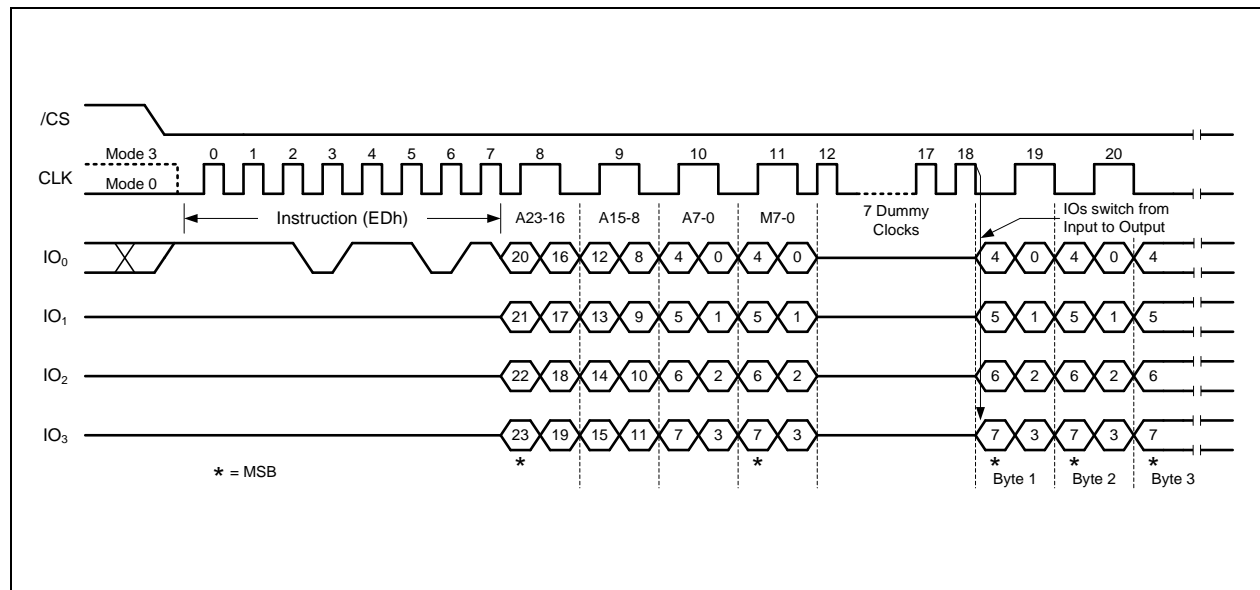 /CS
Mode 3 0 1 2 3 4 5 6 7 8 9 10 11 12 17 18 19 20
CLK Mode 0
Instruction (EDh) A23-16 A15-8 A7-0 M7-0 7 Dummy Clocks IOs switch from Input to Output
IO₀ 20 16 12 8 4 0 4 0 4 0 4 0 4
IO₁ 21 17 13 9 5 1 5 1 5 1 5 1 5
IO₂ 22 18 14 10 6 2 6 2 6 2 6 2 6
IO₃ 23 19 15 11 7 3 7 3 7 3 7 3 7
* * * * *
* = MSB Byte 1 Byte 2 Byte 3